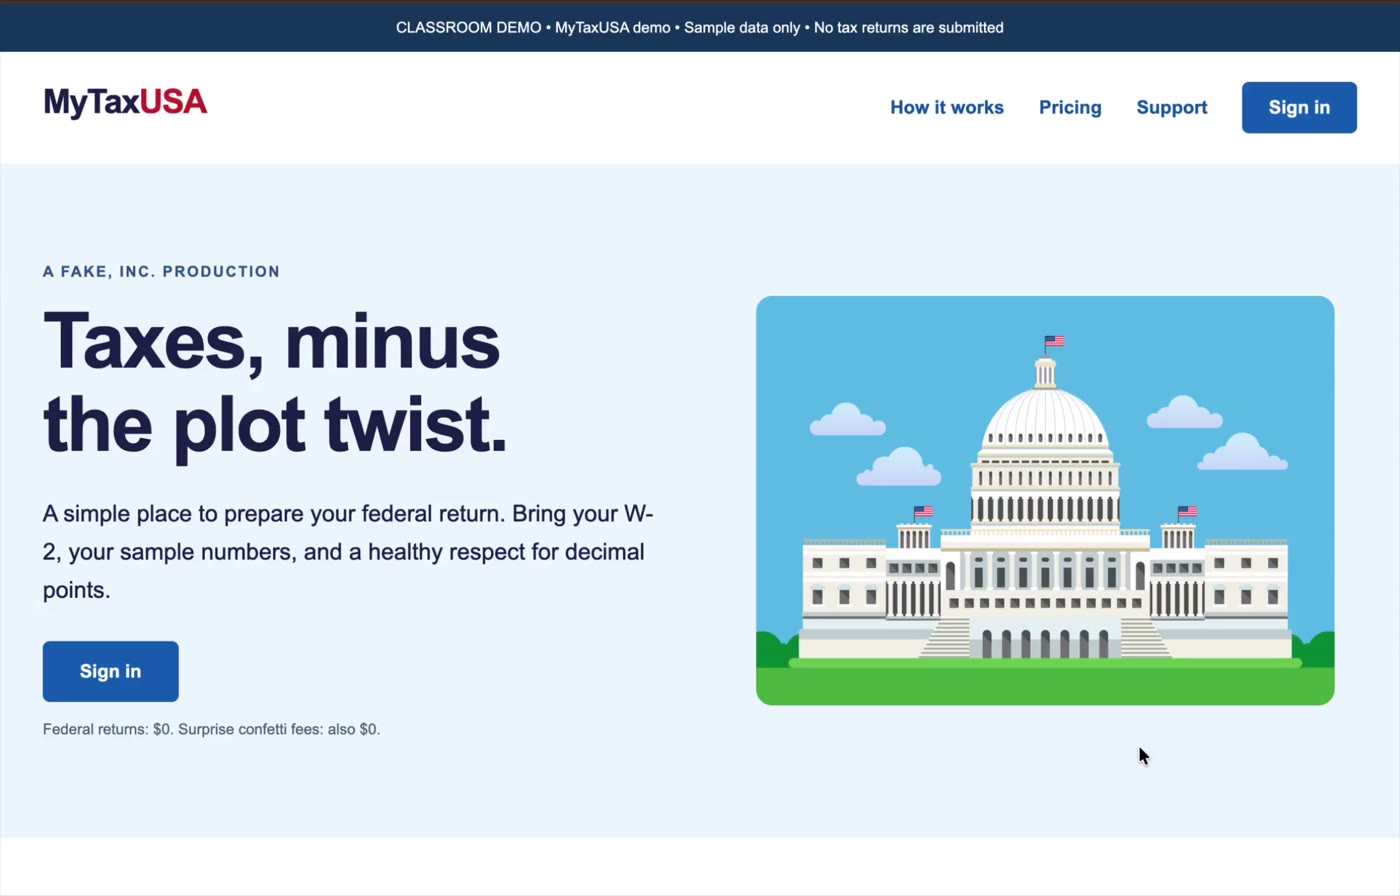 CLASSROOM DEMO • MyTaxUSA demo • Sample data only • No tax returns are submitted
MyTaxUSA
How it works
Pricing
Support
Sign in
A FAKE, INC. PRODUCTION
Taxes, minus
the plot twist.
A simple place to prepare your federal return. Bring your W-
2, your sample numbers, and a healthy respect for decimal
points.
Sign in
Federal returns: $0. Surprise confetti fees: also $0.